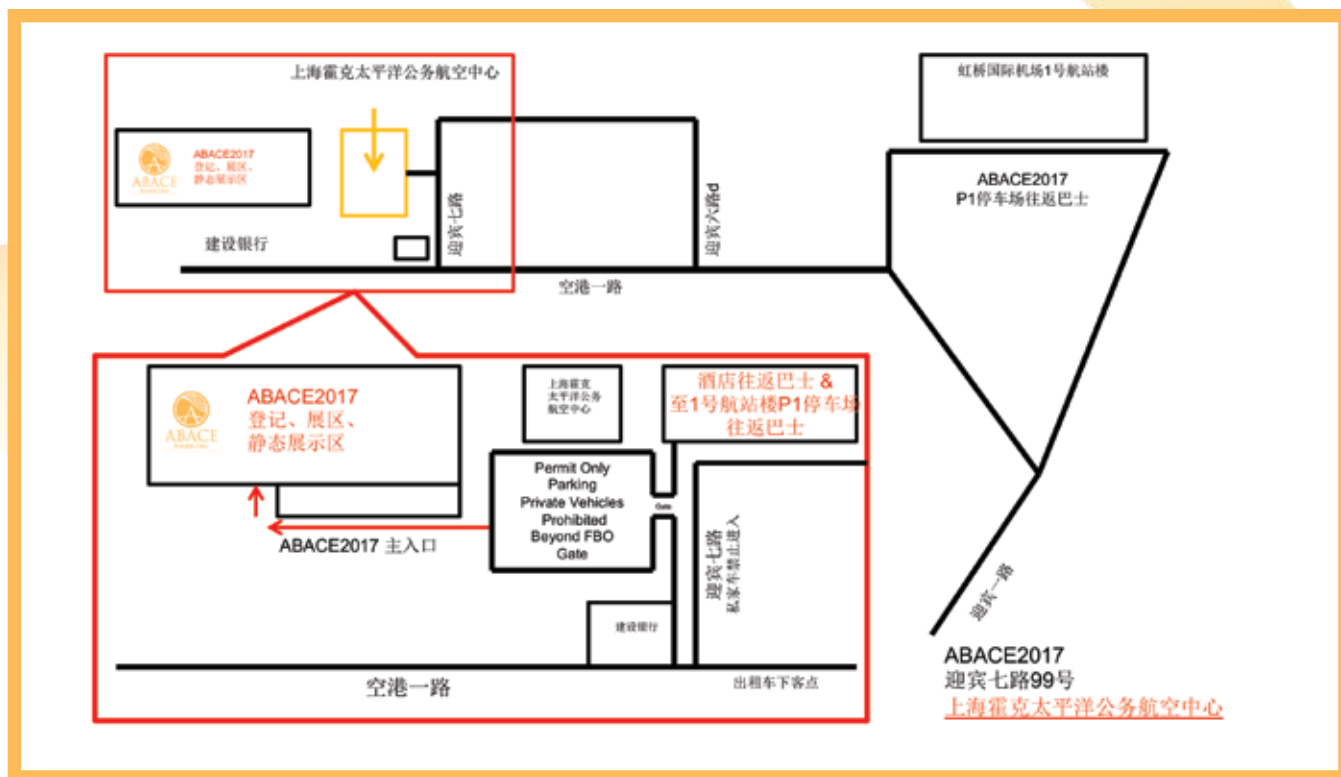 上海霍克太平洋公务航空中心
虹桥国际机场1号航站楼
ABACE
ABACE2017
登记、展区、
静态展示区
建设银行
迎宾七路
迎宾六路d
空港一路
ABACE2017
P1停车场往返巴士
ABACE
ABACE2017
登记、展区、
静态展示区
上海霍克
太平洋公务
航空中心
酒店往返巴士 &
至1号航站楼P1停车场
往返巴士
Permit Only
Parking
Private Vehicles
Prohibited
Beyond FBO
Gate
Gate
ABACE2017 主入口
迎宾七路
私家车禁止进入
建设银行
空港一路
出租车下客点
迎宾一路
ABACE2017
迎宾七路99号
上海霍克太平洋公务航空中心